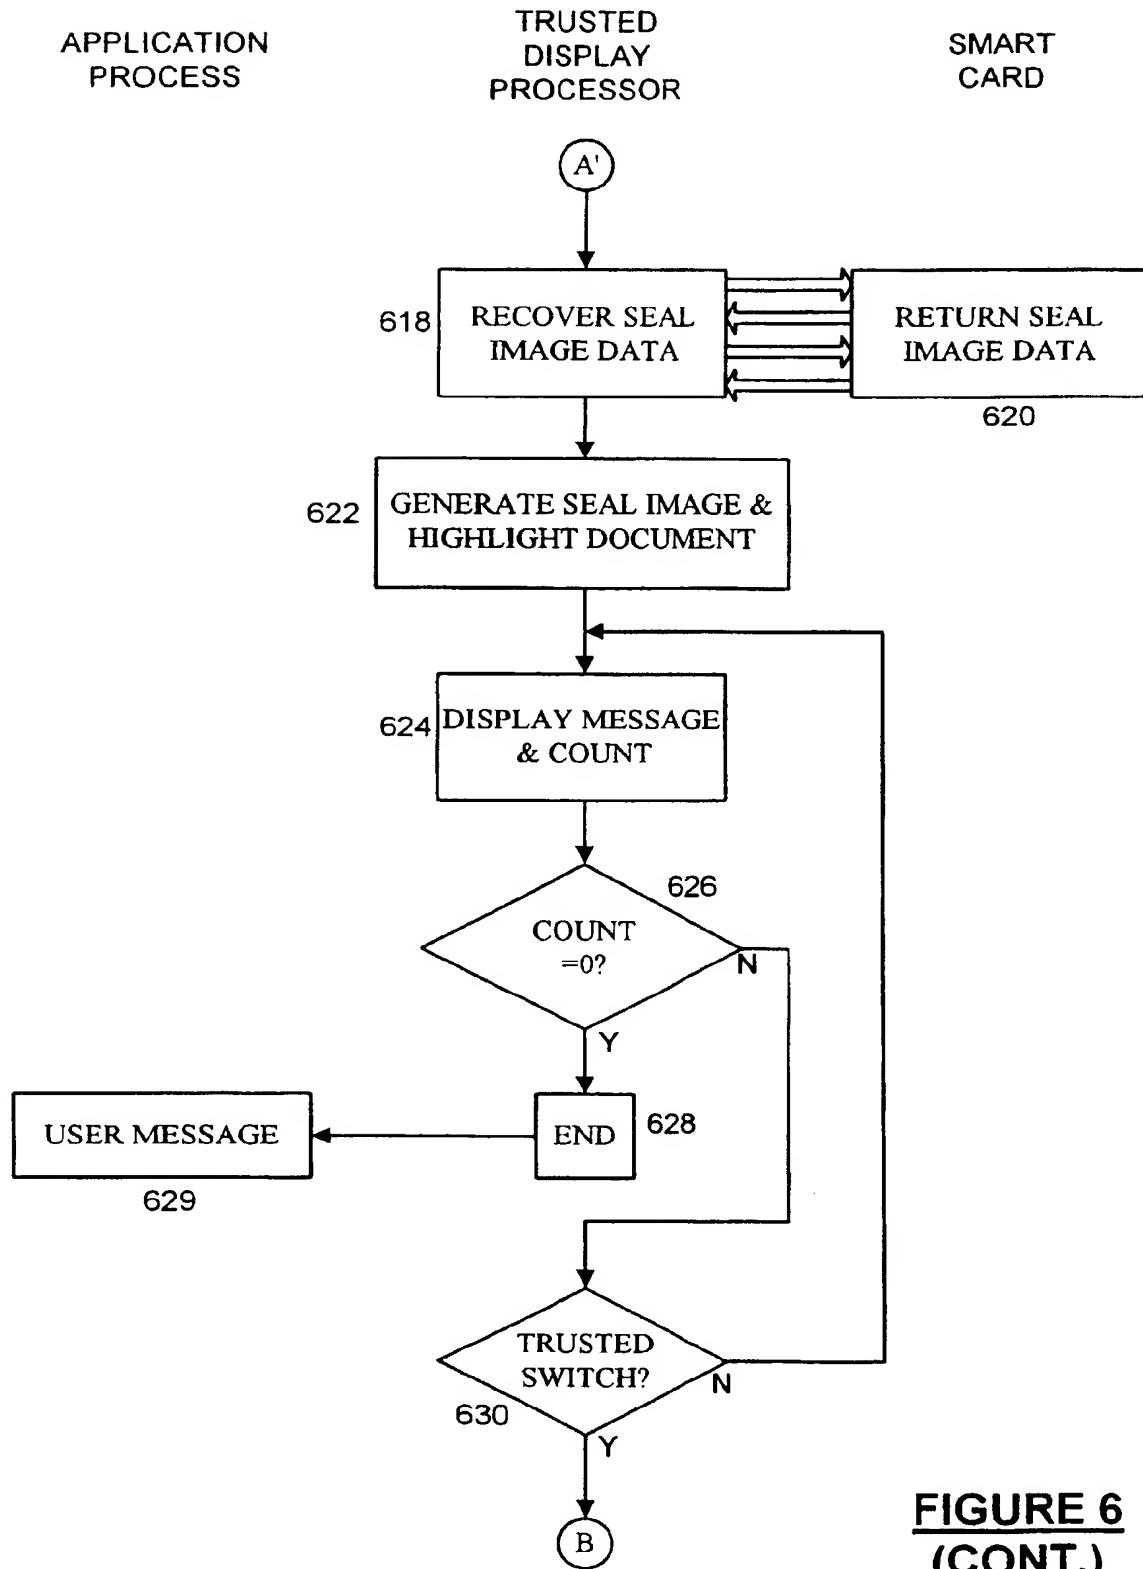 APPLICATION
PROCESS
TRUSTED
DISPLAY
PROCESSOR
SMART
CARD
A'
618
RECOVER SEAL
IMAGE DATA
RETURN SEAL
IMAGE DATA
620
622
GENERATE SEAL IMAGE &
HIGHLIGHT DOCUMENT
624
DISPLAY MESSAGE
& COUNT
626
COUNT
=0?
N
Y
USER MESSAGE
629
END
628
TRUSTED
SWITCH?
N
630
Y
B
FIGURE 6
(CONT.)